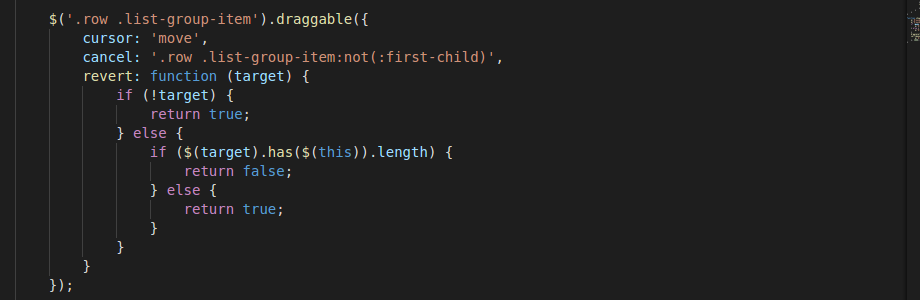 $('.row .list-group-item').draggable({
    cursor: 'move',
    cancel: '.row .list-group-item:not(:first-child)',
    revert: function (target) {
        if (!target) {
            return true;
        } else {
            if ($(target).has($(this)).length) {
                return false;
            } else {
                return true;
            }
        }
    }
});